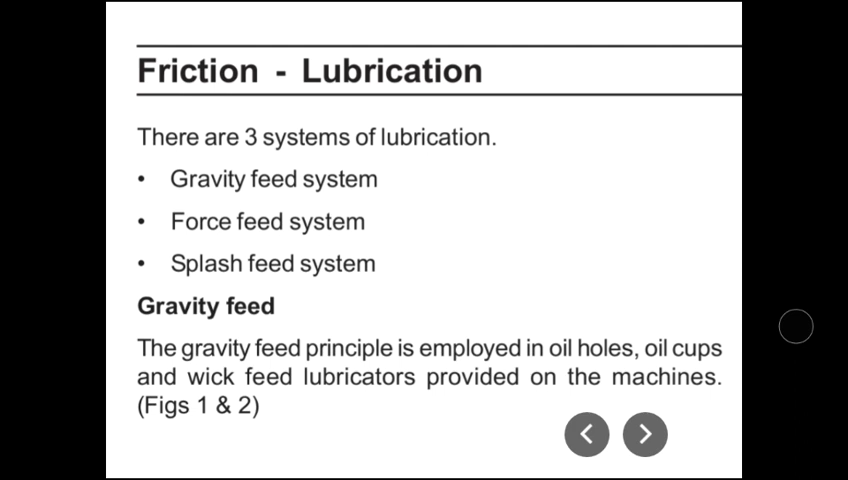 Friction - Lubrication
There are 3 systems of lubrication.
• Gravity feed system
• Force feed system
• Splash feed system
Gravity feed
The gravity feed principle is employed in oil holes, oil cups
and wick feed lubricators provided on the machines.
(Figs 1 & 2)